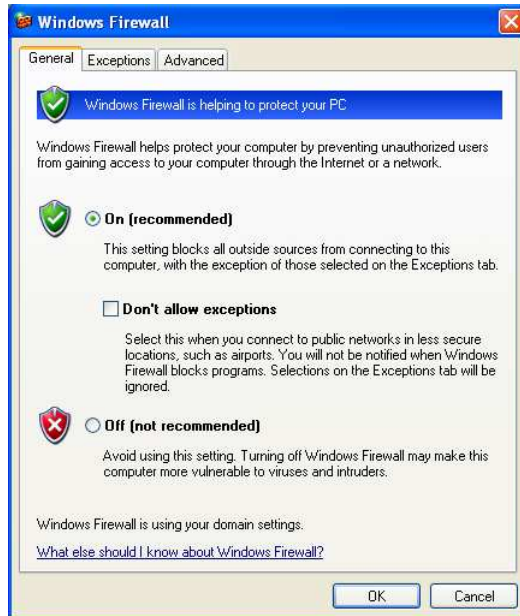 Windows Firewall
General Exceptions Advanced
Windows Firewall is helping to protect your PC
Windows Firewall helps protect your computer by preventing unauthorized users
from gaining access to your computer through the Internet or a network.
On (recommended)
This setting blocks all outside sources from connecting to this
computer, with the exception of those selected on the Exceptions tab.
Don't allow exceptions
Select this when you connect to public networks in less secure
locations, such as airports. You will not be notified when Windows
Firewall blocks programs. Selections on the Exceptions tab will be
ignored.
Off (not recommended)
Avoid using this setting. Turning off Windows Firewall may make this
computer more vulnerable to viruses and intruders.
Windows Firewall is using your domain settings.
What else should I know about Windows Firewall?
OK Cancel